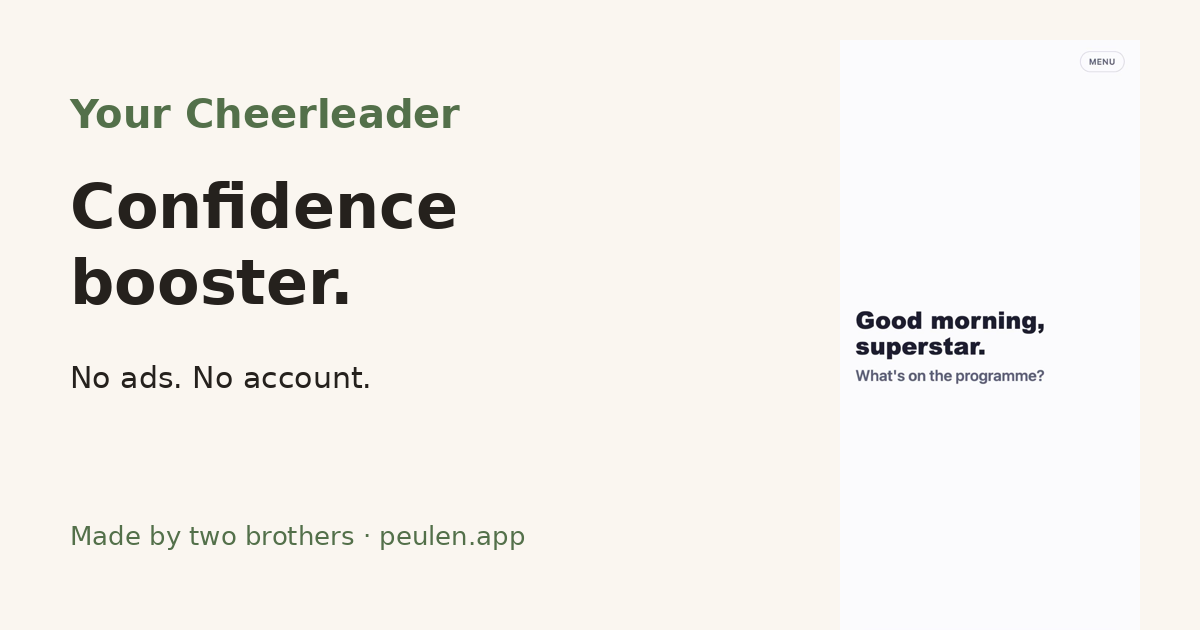 Your Cheerleader
Confidence
booster.
No ads. No account.
Made by two brothers · peulen.app
MENU
Good morning,
superstar.
What's on the programme?